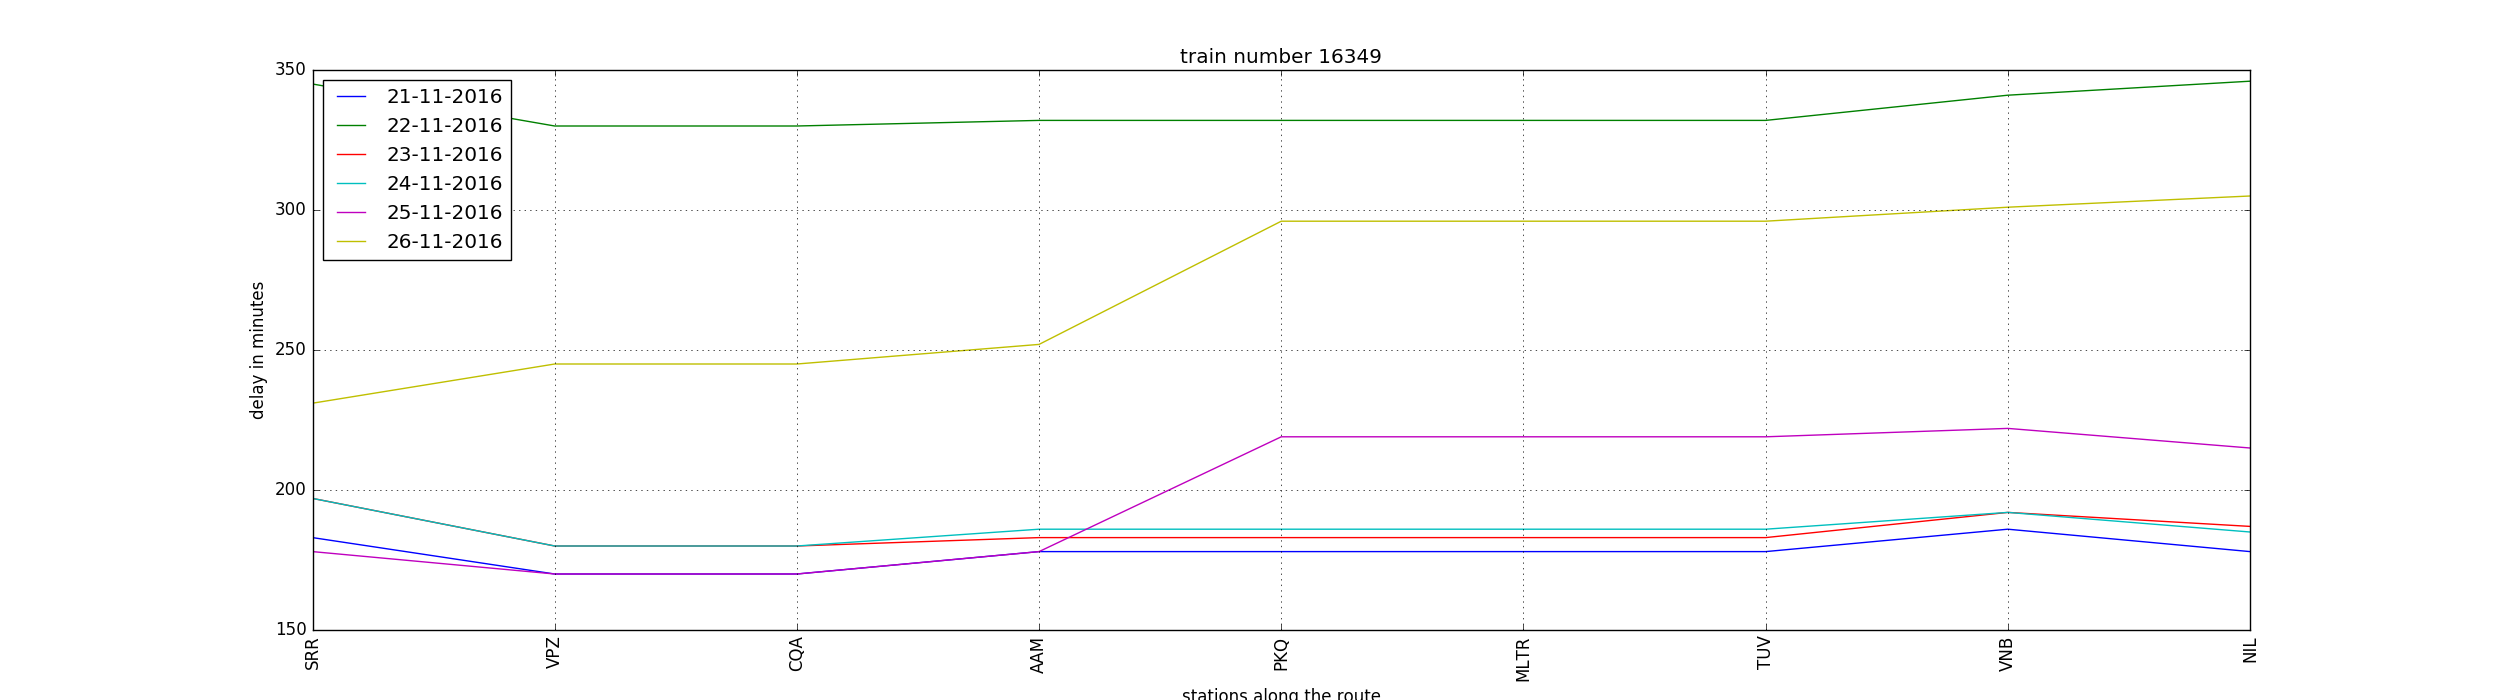 train number 16349
350
300
250
200
150
delay in minutes
21-11-2016
22-11-2016
23-11-2016
24-11-2016
25-11-2016
26-11-2016
SRR
VPZ
CQA
AAM
PKQ
MLTR
TUV
VNB
NIL
stations along the route